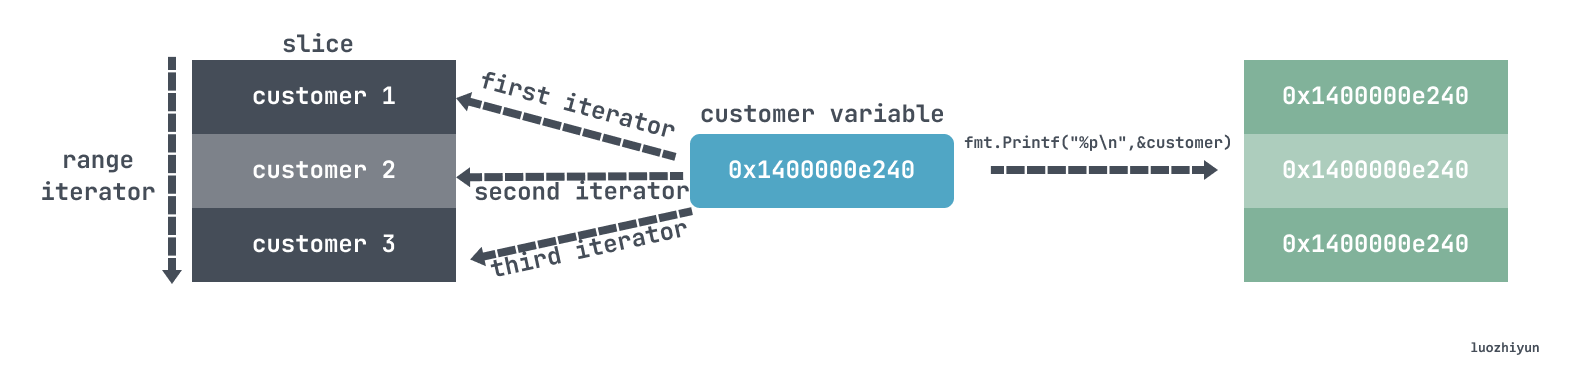 slice
customer 1
customer 2
customer 3
range
iterator
first iterator
second iterator
third iterator
customer variable
0x1400000e240
fmt.Printf("%p\n",&customer)
0x1400000e240
0x1400000e240
0x1400000e240
luozhiyun